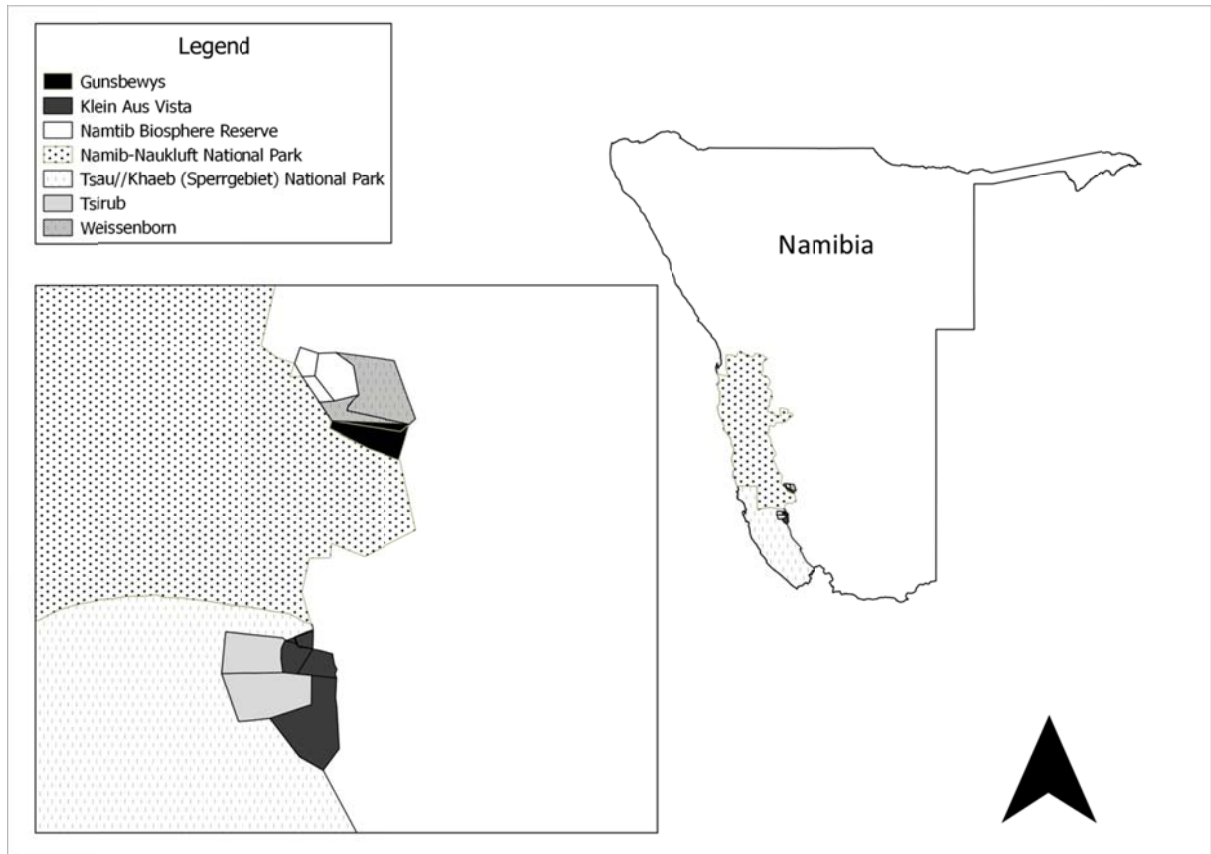 Legend
Gunsbewys
Klein Aus Vista
Namtib Biosphere Reserve
Namib-Naukluft National Park
Tsau//Khaeb (Sperrgebiet) National Park
Tsirub
Weissenborn
Namibia